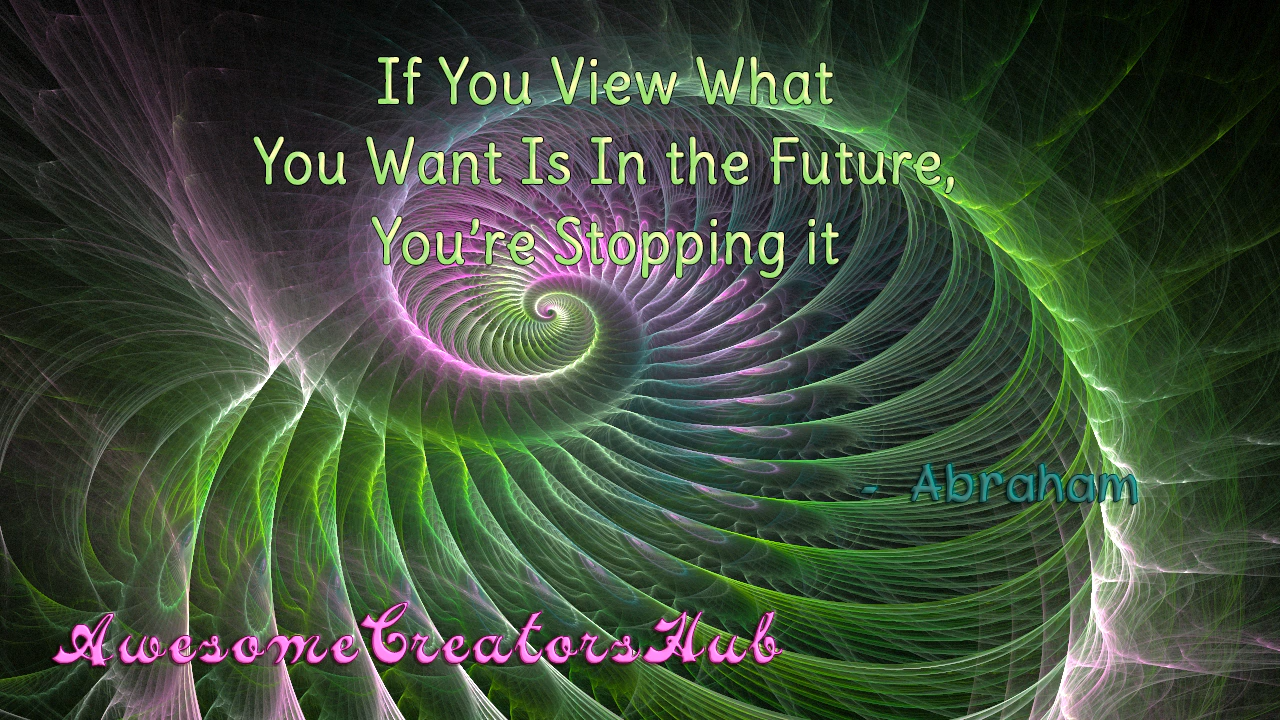 If You View What
You Want Is In the Future,
You're Stopping it
- Abraham
AwesomeCreatorsHub